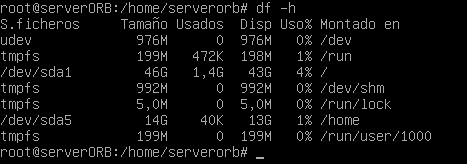 root@serverORB:/home/serverorb# df -h
S.ficheros Tamaño Usados Disp Uso% Montado en
udev 976M 0 976M 0% /dev
tmpfs 199M 472K 198M 1% /run
/dev/sda1 46G 1,4G 43G 4% /
tmpfs 992M 0 992M 0% /dev/shm
tmpfs 5,0M 0 5,0M 0% /run/lock
/dev/sda5 14G 40K 13G 1% /home
tmpfs 199M 0 199M 0% /run/user/1000
root@serverORB:/home/serverorb# _